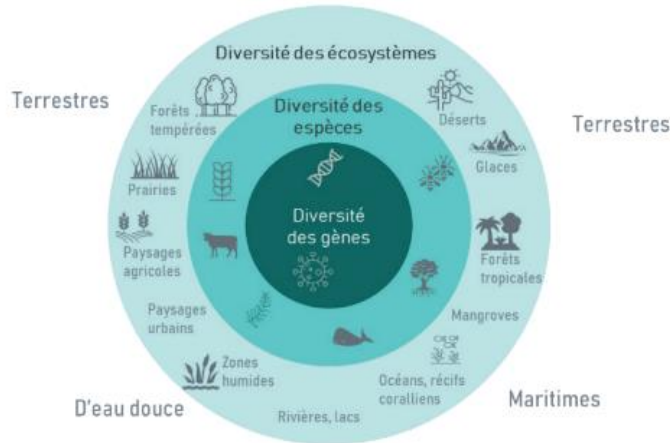 Diversité des écosystèmes
Terrestres
Terrestres
Forêts
tempérées
Diversité des
espèces
Déserts
Prairies
Glaces
Diversité
des gènes
Paysages
agricoles
Forêts
tropicales
Paysages
urbains
Mangroves
Zones
humides
Océans, récifs
coralliens
D'eau douce
Rivières, lacs
Maritimes